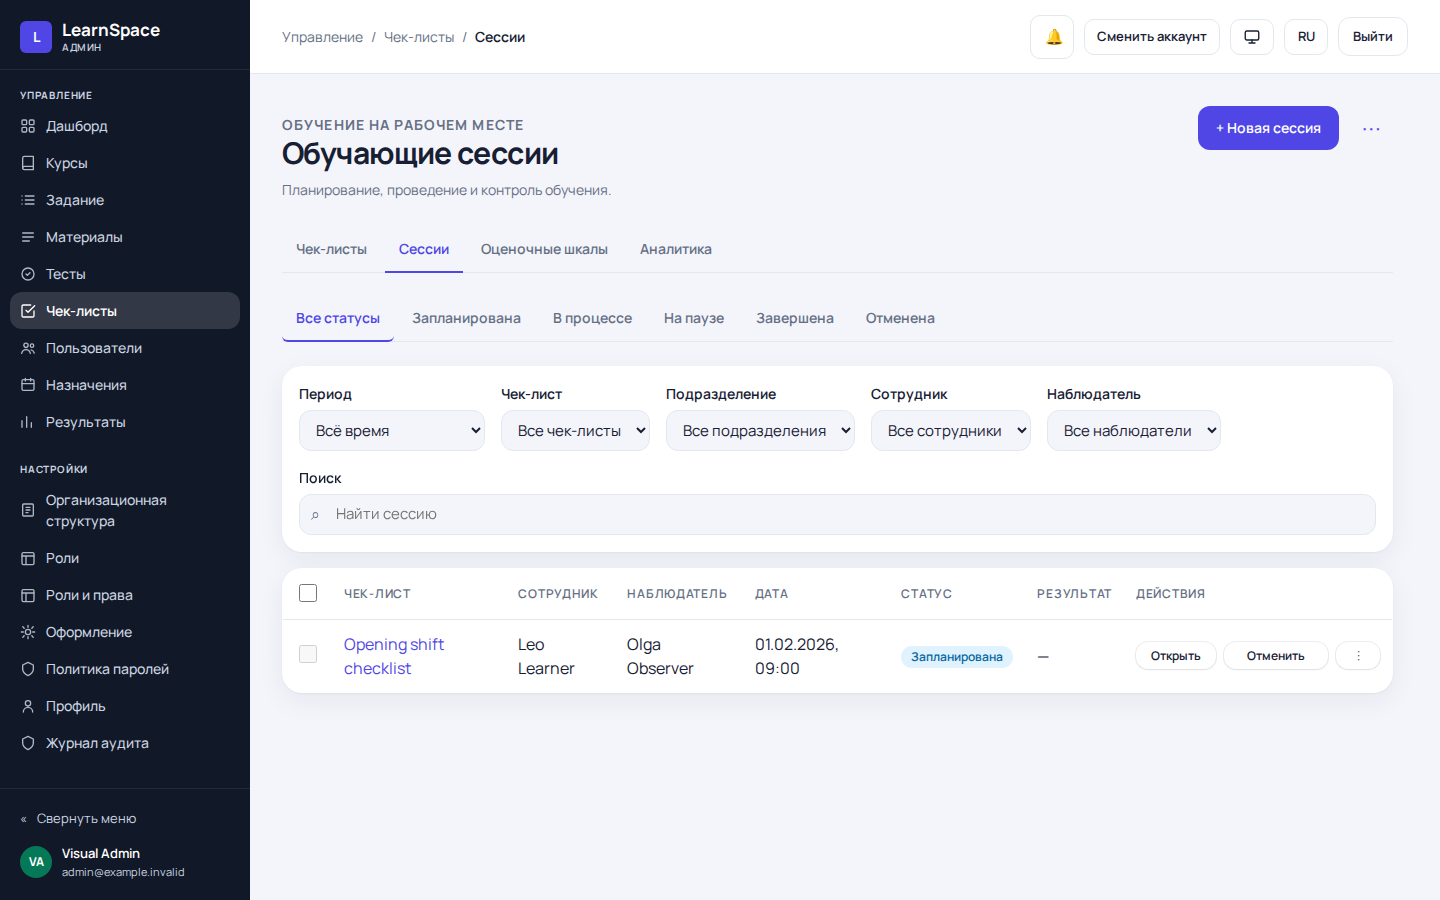 L
LearnSpace
АДМИН
УПРАВЛЕНИЕ
Дашборд
Курсы
Задание
Материалы
Тесты
Чек-листы
Пользователи
Назначения
Результаты
НАСТРОЙКИ
Организационная
структура
Роли
Роли и права
Оформление
Политика паролей
Профиль
Журнал аудита
« Свернуть меню
VA
Visual Admin
admin@example.invalid
Управление / Чек-листы / Сессии
Сменить аккаунт
RU
Выйти
ОБУЧЕНИЕ НА РАБОЧЕМ МЕСТЕ
Обучающие сессии
Планирование, проведение и контроль обучения.
+ Новая сессия
...
Чек-листы Сессии Оценочные шкалы Аналитика
Все статусы Запланирована В процессе На паузе Завершена Отменена
Период Чек-лист Подразделение Сотрудник Наблюдатель
Всё время Все чек-листы Все подразделения Все сотрудники Все наблюдатели
Поиск
Найти сессию
ЧЕК-ЛИСТ СОТРУДНИК НАБЛЮДАТЕЛЬ ДАТА СТАТУС РЕЗУЛЬТАТ ДЕЙСТВИЯ
Opening shift Leo Olga 01.02.2026,
checklist Learner Observer 09:00
Запланирована — Открыть Отменить ⋮